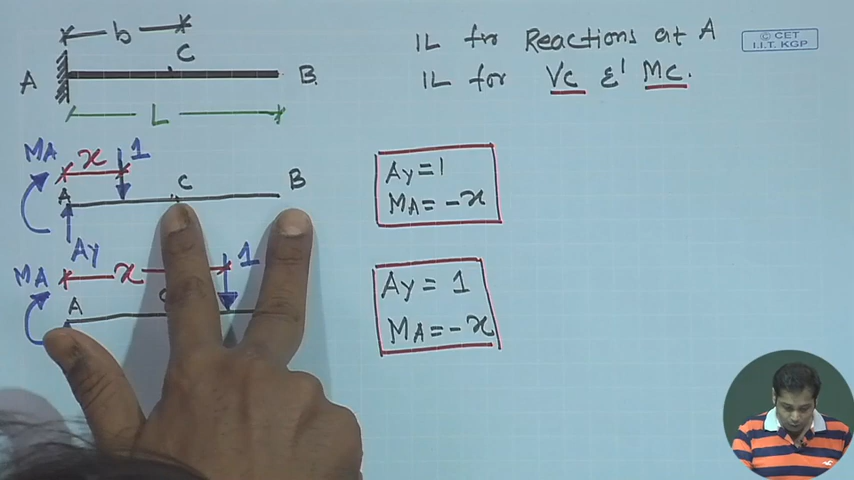 b
C
A
B.
L
IL for Reactions at A
IL for Vc & Mc.
© CET
I.I.T. KGP
MA
x
1
A
C
B
Ay
Ay = 1
MA = -x
MA
x
1
A
Ay = 1
MA = -x